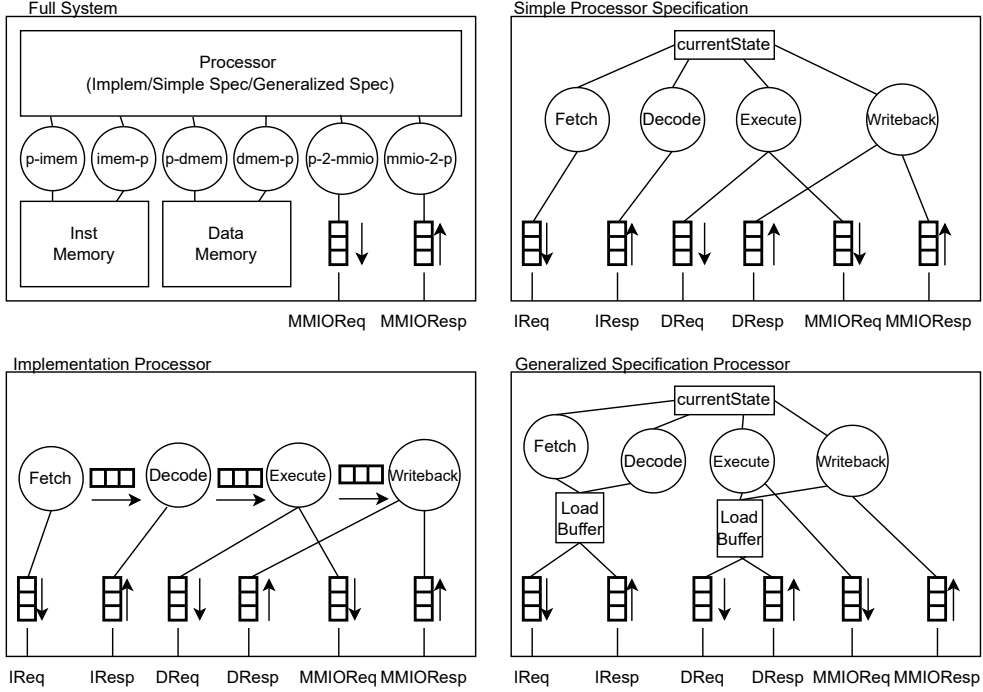 Full System
Processor
(Implem/Simple Spec/Generalized Spec)
p-imem imem-p p-dmem dmem-p p-2-mmio mmio-2-p
Inst
Memory
Data
Memory
MMIOReq MMIOResp
Simple Processor Specification
currentState
Fetch Decode Execute Writeback
IReq IResp DReq DResp MMIOReq MMIOResp
Implementation Processor
Fetch Decode Execute Writeback
IReq IResp DReq DResp MMIOReq MMIOResp
Generalized Specification Processor
currentState
Fetch Decode Execute Writeback
Load
Buffer
Load
Buffer
IReq IResp DReq DResp MMIOReq MMIOResp